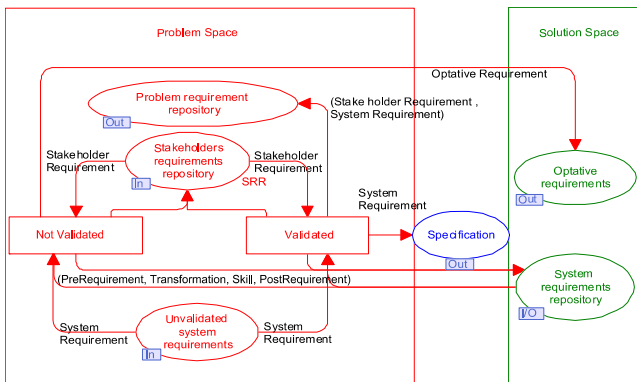 Problem Space
Solution Space
Optative Requirement
Problem requirement
repository
Out
(Stake holder Requirement ,
System Requirement)
Stakeholder
Requirement
Stakeholders
requirements
repository
In
SRR
Stakeholder
Requirement
System
Requirement
Optative
requirements
Out
Not Validated
Validated
Specification
Out
(PreRequirement, Transformation, Skill, PostRequirement)
System
requirements
repository
I/O
System
Requirement
Unvalidated
system
requirements
In
System
Requirement